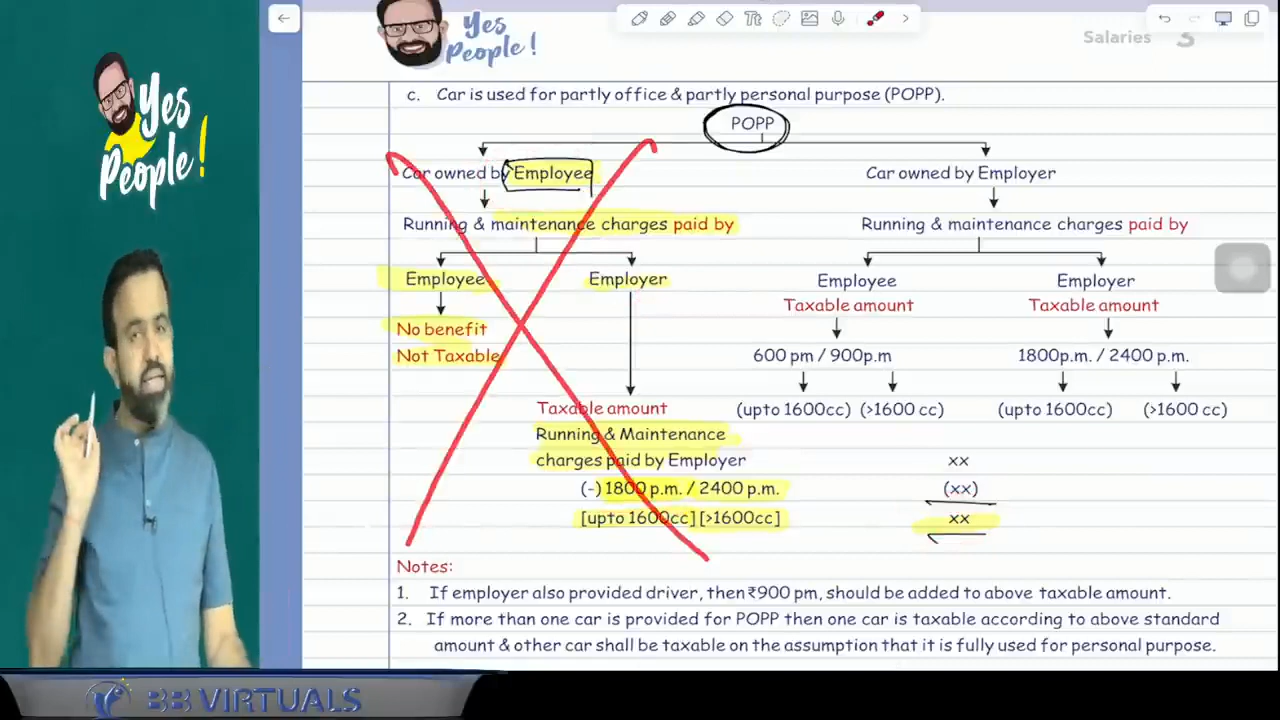 Yes
People !
Yes
People !
Tt
Salaries 3
c. Car is used for partly office & partly personal purpose (POPP).
POPP
Car owned by Employee
Car owned by Employer
Running & maintenance charges paid by
Running & maintenance charges paid by
Employee
Employer
Employee
Employer
Taxable amount
Taxable amount
No benefit
Not Taxable
600 pm / 900p.m
1800p.m. / 2400 p.m.
(upto 1600cc) (>1600 cc)
(upto 1600cc) (>1600 cc)
Taxable amount
Running & Maintenance
charges paid by Employer xx
(-) 1800 p.m. / 2400 p.m. (xx)
[upto 1600cc] [>1600cc] xx
Notes:
1. If employer also provided driver, then ₹900 pm, should be added to above taxable amount.
2. If more than one car is provided for POPP then one car is taxable according to above standard
amount & other car shall be taxable on the assumption that it is fully used for personal purpose.
BB VIRTUALS